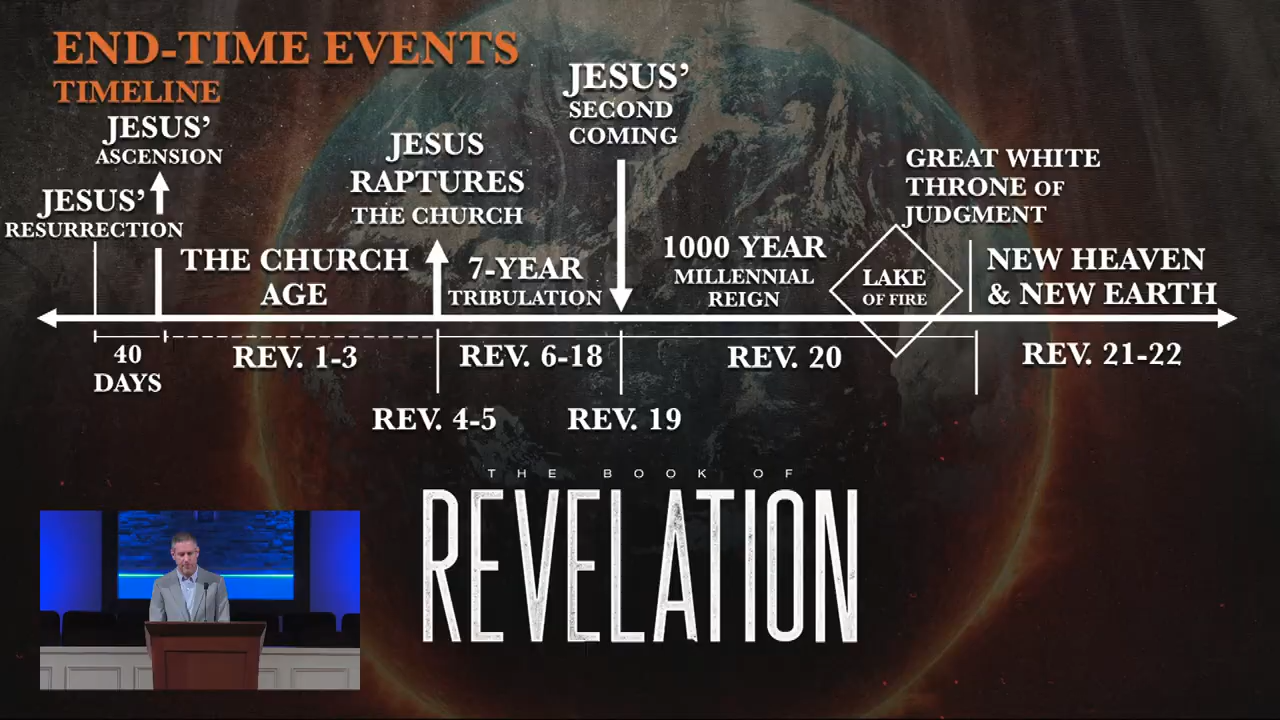 END-TIME EVENTS
TIMELINE
JESUS’
ASCENSION
JESUS’
RESURRECTION
THE CHURCH
AGE
JESUS
RAPTURES
THE CHURCH
7-YEAR
TRIBULATION
JESUS’
SECOND
COMING
1000 YEAR
MILLENNIAL
REIGN
LAKE
OF FIRE
GREAT WHITE
THRONE OF
JUDGMENT
NEW HEAVEN
& NEW EARTH
40
DAYS
REV. 1-3
REV. 4-5
REV. 6-18
REV. 19
REV. 20
REV. 21-22
THE BOOK OF
REVELATION